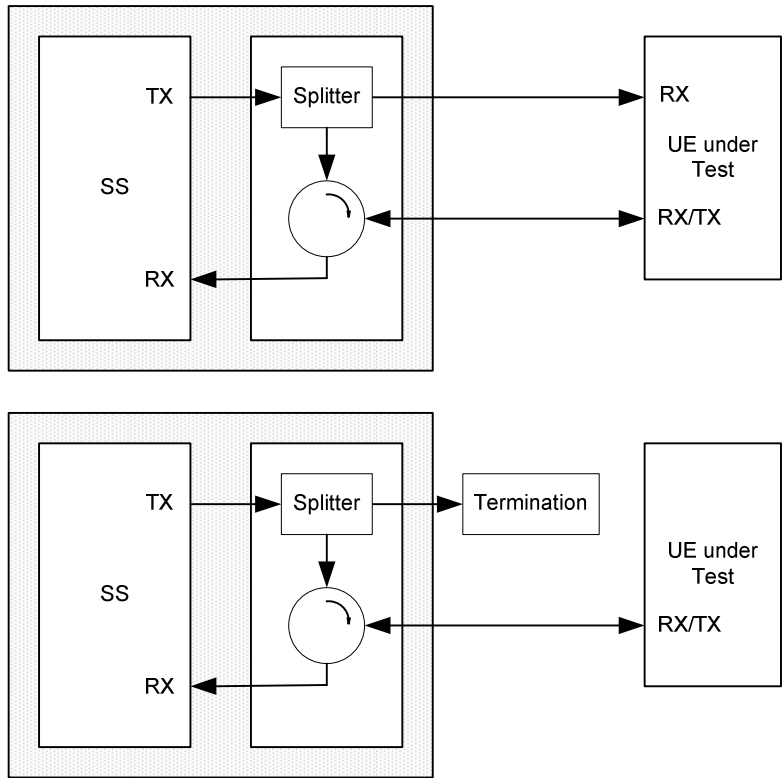 TX
Splitter
RX
UE under
Test
SS
RX/TX
RX
TX
Splitter
Termination
UE under
Test
SS
RX/TX
RX